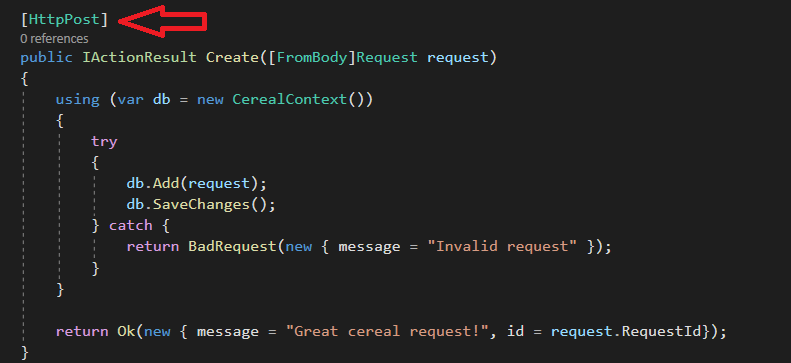 [HttpPost]
0 references
public IActionResult Create([FromBody]Request request)
{
using (var db = new CerealContext())
{
try
{
db.Add(request);
db.SaveChanges();
} catch {
return BadRequest(new { message = "Invalid request" });
}
}
return Ok(new { message = "Great cereal request!", id = request.RequestId});
}